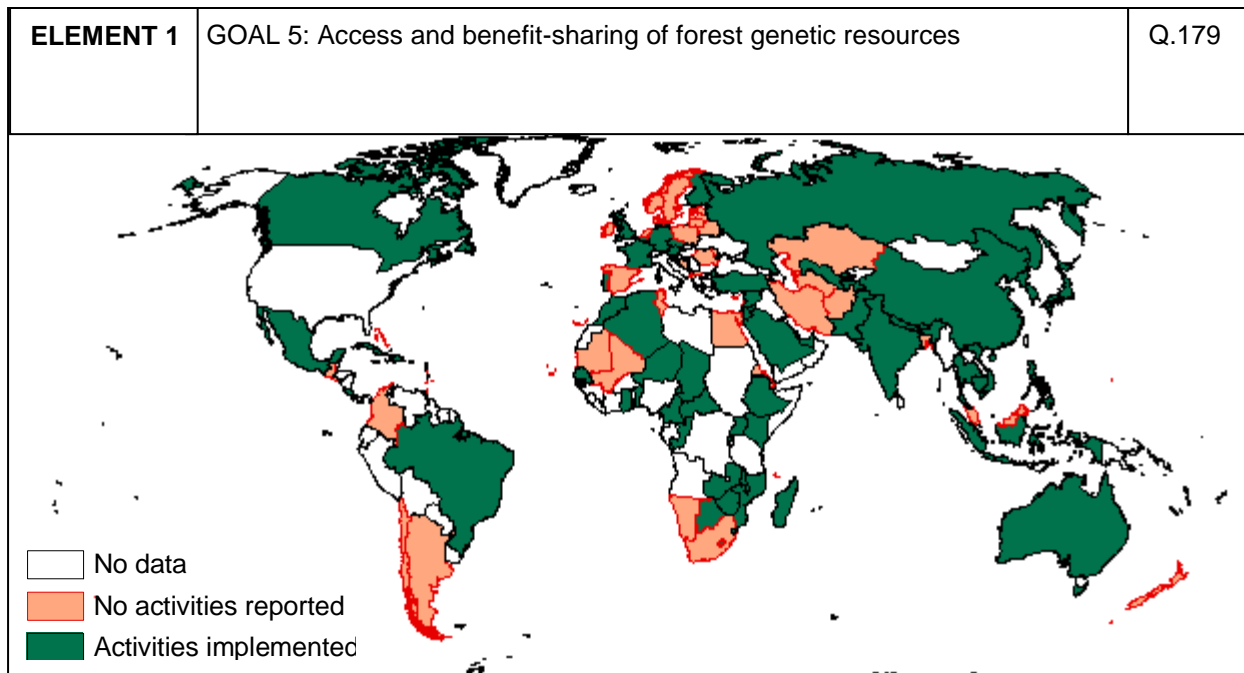 ELEMENT 1
GOAL 5: Access and benefit-sharing of forest genetic resources
Q.179
No data
No activities reported
Activities implemented